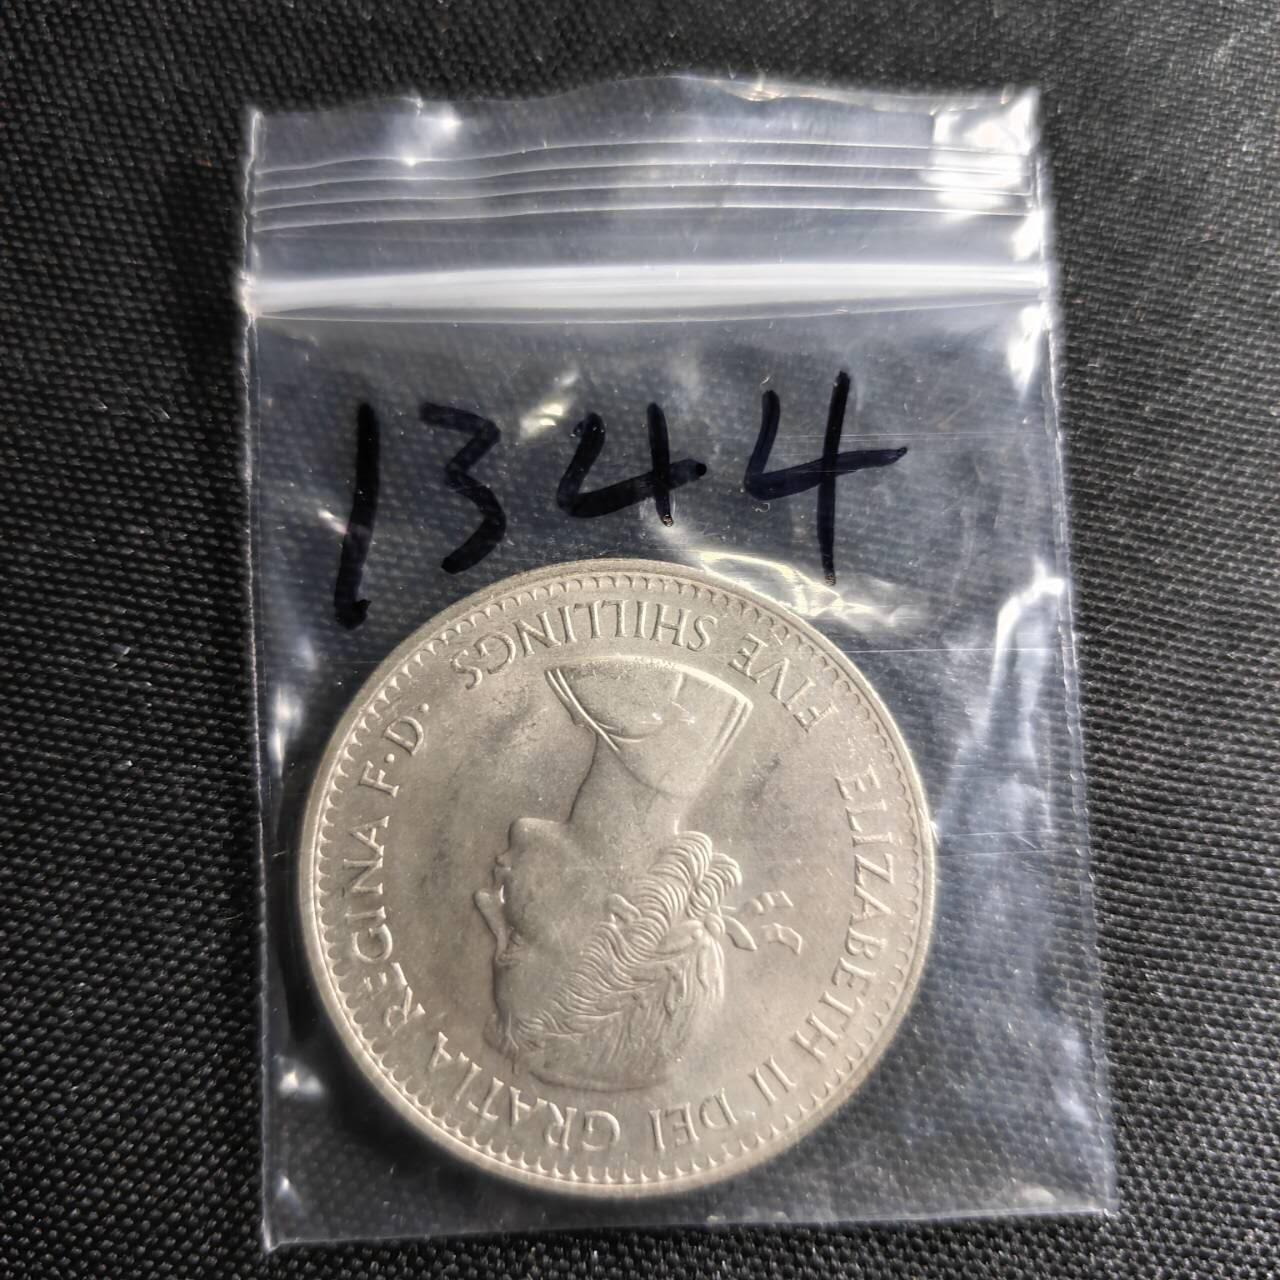 1344
ELIZABETH II DEI GRATIA REGINA F·D·
FIVE SHILLINGS